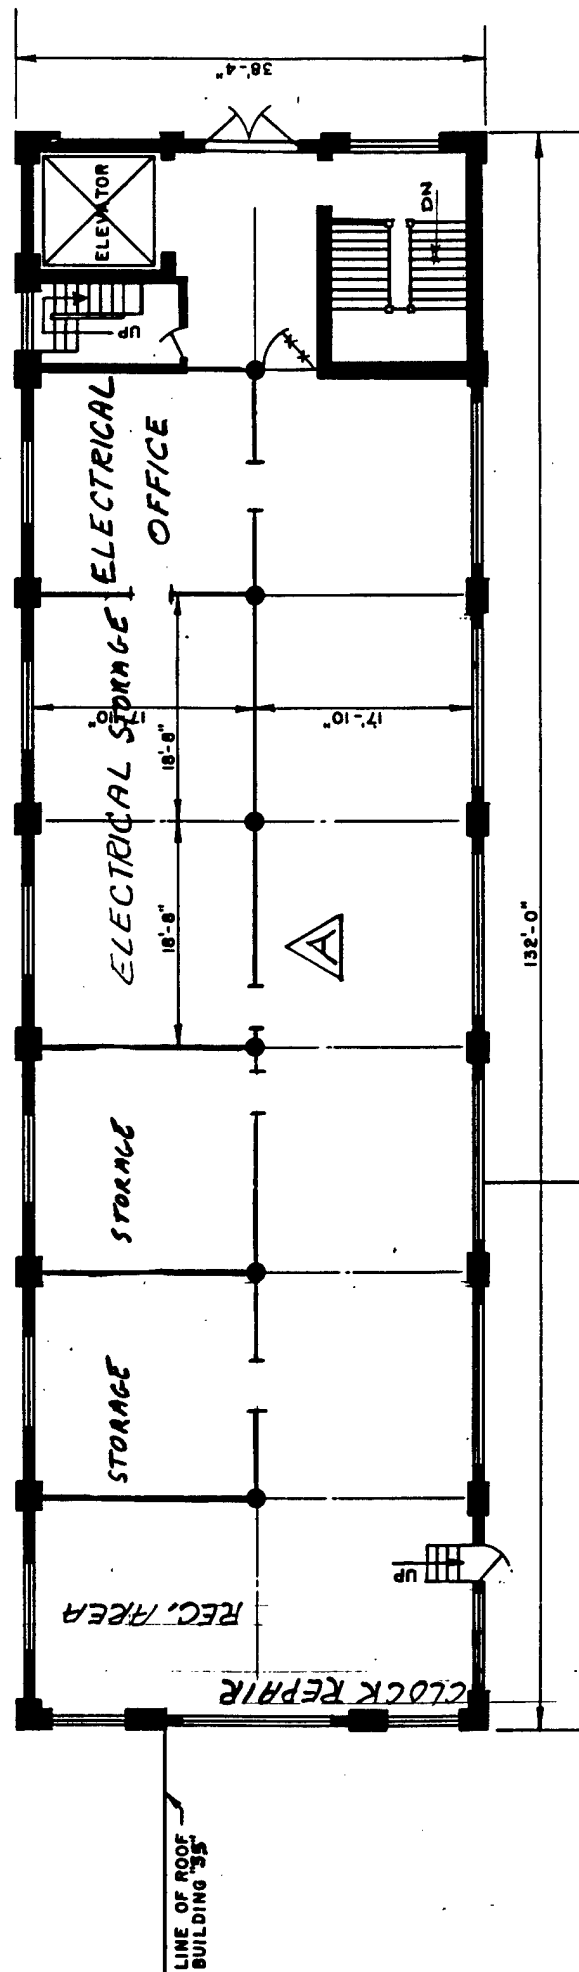 38'-4"
ELEVATOR
DN
UP
ELECTRICAL
OFFICE
ELECTRICAL STORAGE
17'-10"
17'-10"
18'-8"
18'-8"
A
132'-0"
STORAGE
STORAGE
UP
REC. AREA
CLOCK REPAIR
LINE OF ROOF
BUILDING "35"